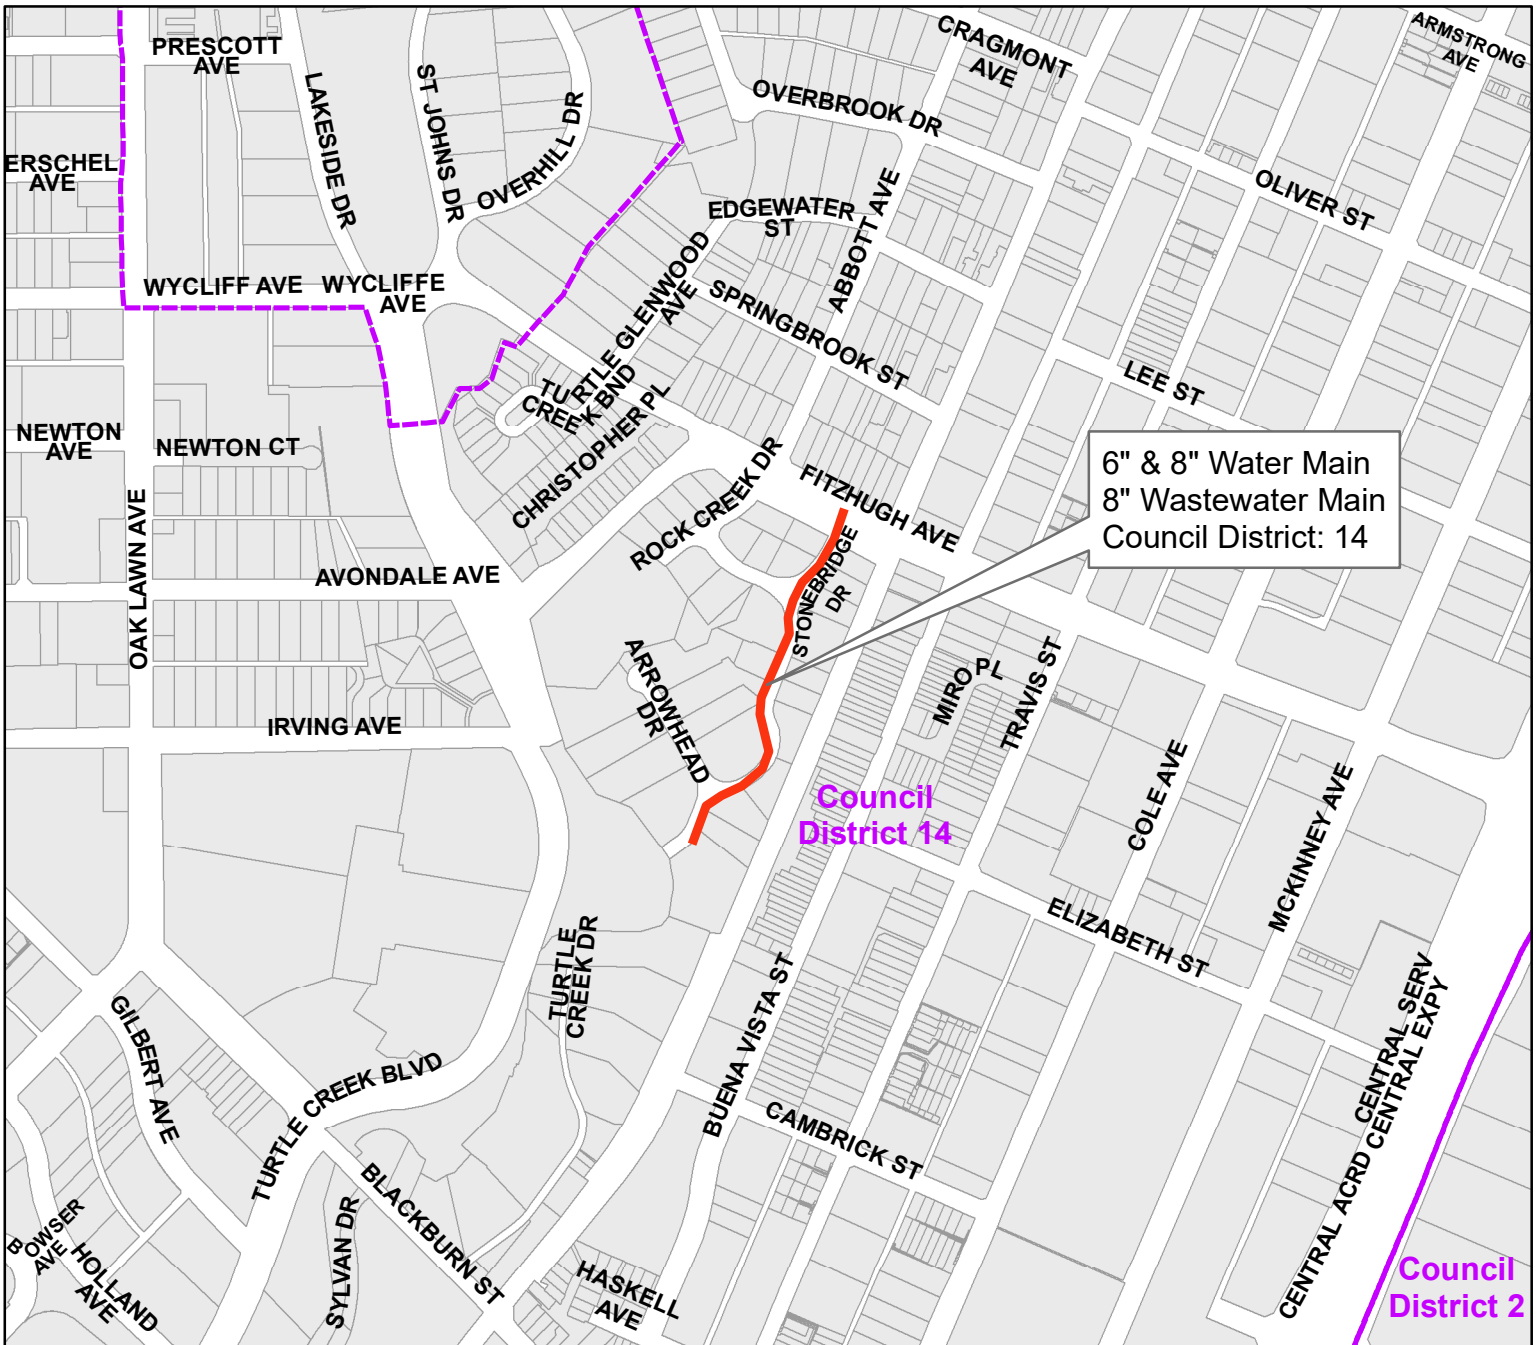 PRESCOTT
AVE
LAKESIDE DR
ST JOHNS DR
OVERHILL DR
OVERBROOK DR
CRAGMONT
AVE
ARMSTRONG
AVE
ERSCHEL
AVE
OLIVER ST
EDGEWATER
ST
ABBOTT AVE
WYCLIFF AVE
WYCLIFFE
AVE
GLENWOOD
AVE
SPRINGBROOK ST
LEE ST
TURTLE
CREEK BND
CHRISTOPHER PL
NEWTON
AVE
NEWTON CT
OAK LAWN AVE
ROCK CREEK DR
FITZHUGH AVE
6" & 8" Water Main
8" Wastewater Main
Council District: 14
AVONDALE AVE
STONEBRIDGE
DR
ARROWHEAD
DR
MIRO PL
TRAVIS ST
IRVING AVE
COLE AVE
MCKINNEY AVE
Council
District 14
ELIZABETH ST
TURTLE
CREEK DR
BUENA VISTA ST
CENTRAL SERV
CENTRAL EXPY
CENTRAL ACRD
GILBERT AVE
TURTLE CREEK BLVD
CAMBRICK ST
BLACKBURN ST
SYLVAN DR
BOWSER
AVE
HOLLAND
AVE
HASKELL
AVE
Council
District 2